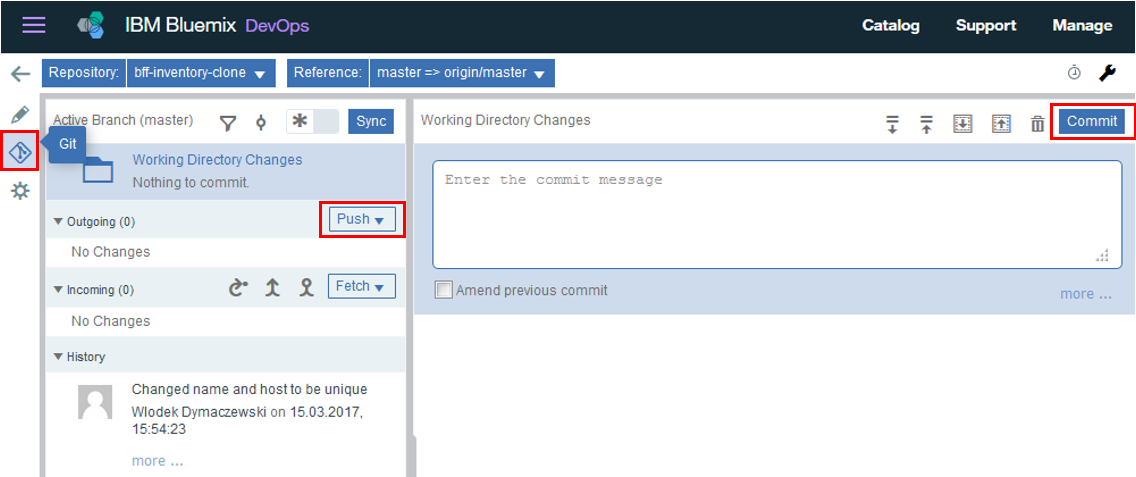 IBM Bluemix DevOps
Catalog Support Manage
Repository: bff-inventory-clone Reference: master => origin/master
Active Branch (master) Sync
Git
Working Directory Changes
Nothing to commit.
Outgoing (0) Push
No Changes
Incoming (0) Fetch
No Changes
History
Changed name and host to be unique
Wlodek Dymaczewski on 15.03.2017,
15:54:23
more ...
Working Directory Changes Commit
Enter the commit message
Amend previous commit
more ...